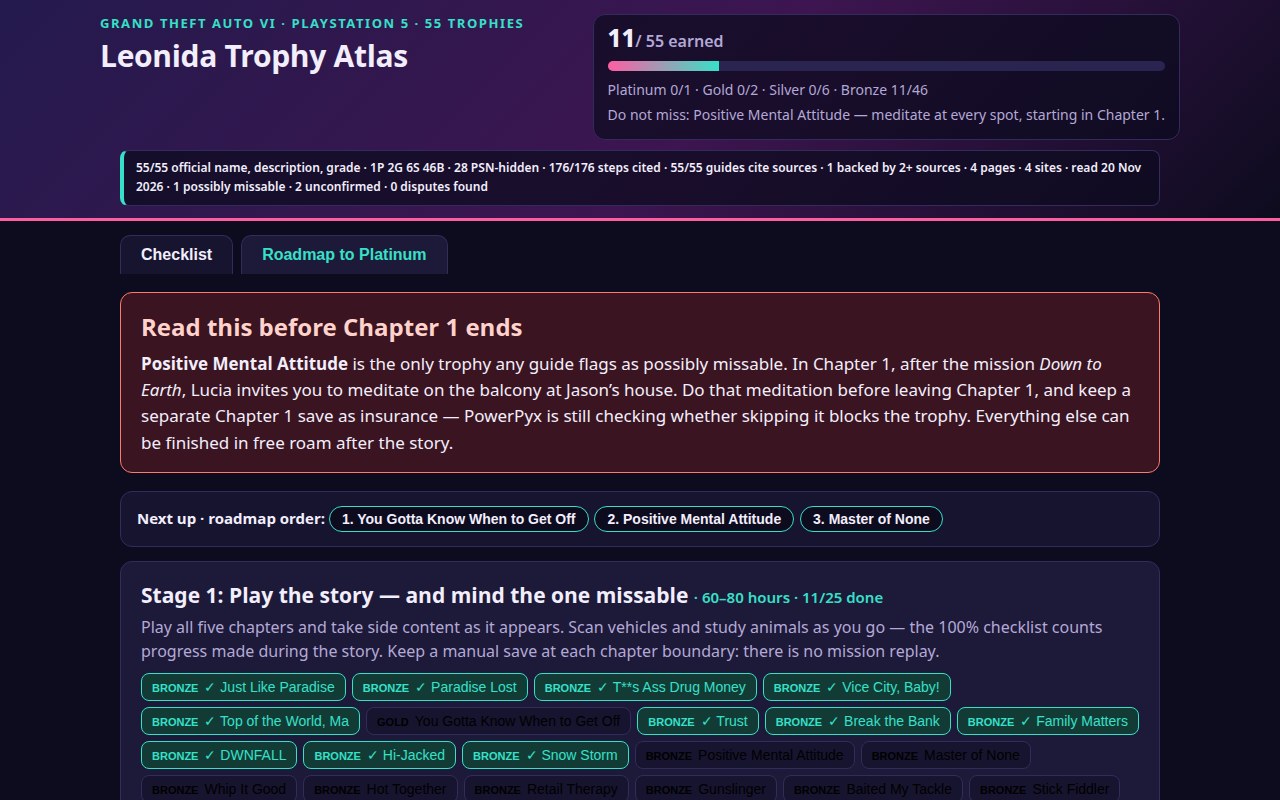 GRAND THEFT AUTO VI · PLAYSTATION 5 · 55 TROPHIES
Leonida Trophy Atlas
11/ 55 earned
Platinum 0/1 · Gold 0/2 · Silver 0/6 · Bronze 11/46
Do not miss: Positive Mental Attitude — meditate at every spot, starting in Chapter 1.
55/55 official name, description, grade · 1P 2G 6S 46B · 28 PSN-hidden · 176/176 steps cited · 55/55 guides cite sources · 1 backed by 2+ sources · 4 pages · 4 sites · read 20 Nov
2026 · 1 possibly missable · 2 unconfirmed · 0 disputes found
Checklist
Roadmap to Platinum
Read this before Chapter 1 ends
Positive Mental Attitude is the only trophy any guide flags as possibly missable. In Chapter 1, after the mission Down to
Earth, Lucia invites you to meditate on the balcony at Jason’s house. Do that meditation before leaving Chapter 1, and keep a
separate Chapter 1 save as insurance — PowerPyx is still checking whether skipping it blocks the trophy. Everything else can
be finished in free roam after the story.
Next up · roadmap order: 1. You Gotta Know When to Get Off 2. Positive Mental Attitude 3. Master of None
Stage 1: Play the story — and mind the one missable · 60–80 hours · 11/25 done
Play all five chapters and take side content as it appears. Scan vehicles and study animals as you go — the 100% checklist counts
progress made during the story. Keep a manual save at each chapter boundary: there is no mission replay.
BRONZE ✓ Just Like Paradise BRONZE ✓ Paradise Lost BRONZE ✓ T**s Ass Drug Money BRONZE ✓ Vice City, Baby!
BRONZE ✓ Top of the World, Ma GOLD You Gotta Know When to Get Off BRONZE ✓ Trust BRONZE ✓ Break the Bank BRONZE ✓ Family Matters
BRONZE ✓ DWNFALL BRONZE ✓ Hi-Jacked BRONZE ✓ Snow Storm BRONZE Positive Mental Attitude BRONZE Master of None
BRONZE Whip It Good BRONZE Hot Together BRONZE Retail Therapy BRONZE Gunslinger BRONZE Baited My Tackle BRONZE Stick Fiddler